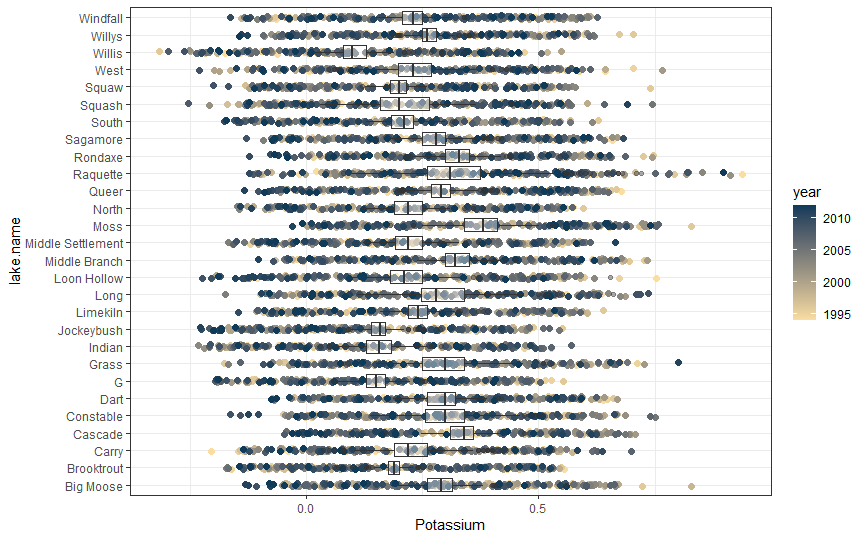 Windfall
Willys
Willis
West
Squaw
Squash
South
Sagamore
Rondaxe
Raquette
Queer
North
Moss
Middle Settlement
Middle Branch
Loon Hollow
Long
Limekiln
Jockeybush
Indian
Grass
G
Dart
Constable
Cascade
Carry
Brooktrout
Big Moose
lake.name
0.0
0.5
Potassium
year
2010
2005
2000
1995